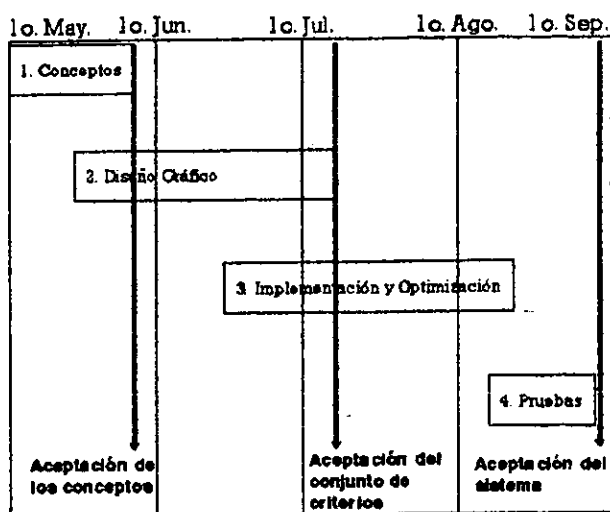 1o. May. 1o. Jun. 1o. Jul. 1o. Ago. 1o. Sep.
1. Conceptos
2. Diseño Gráfico
3. Implementación y Optimización
4. Pruebas
Aceptación de
los conceptos
Aceptación del
conjunto de
criterios
Aceptación del
sistema